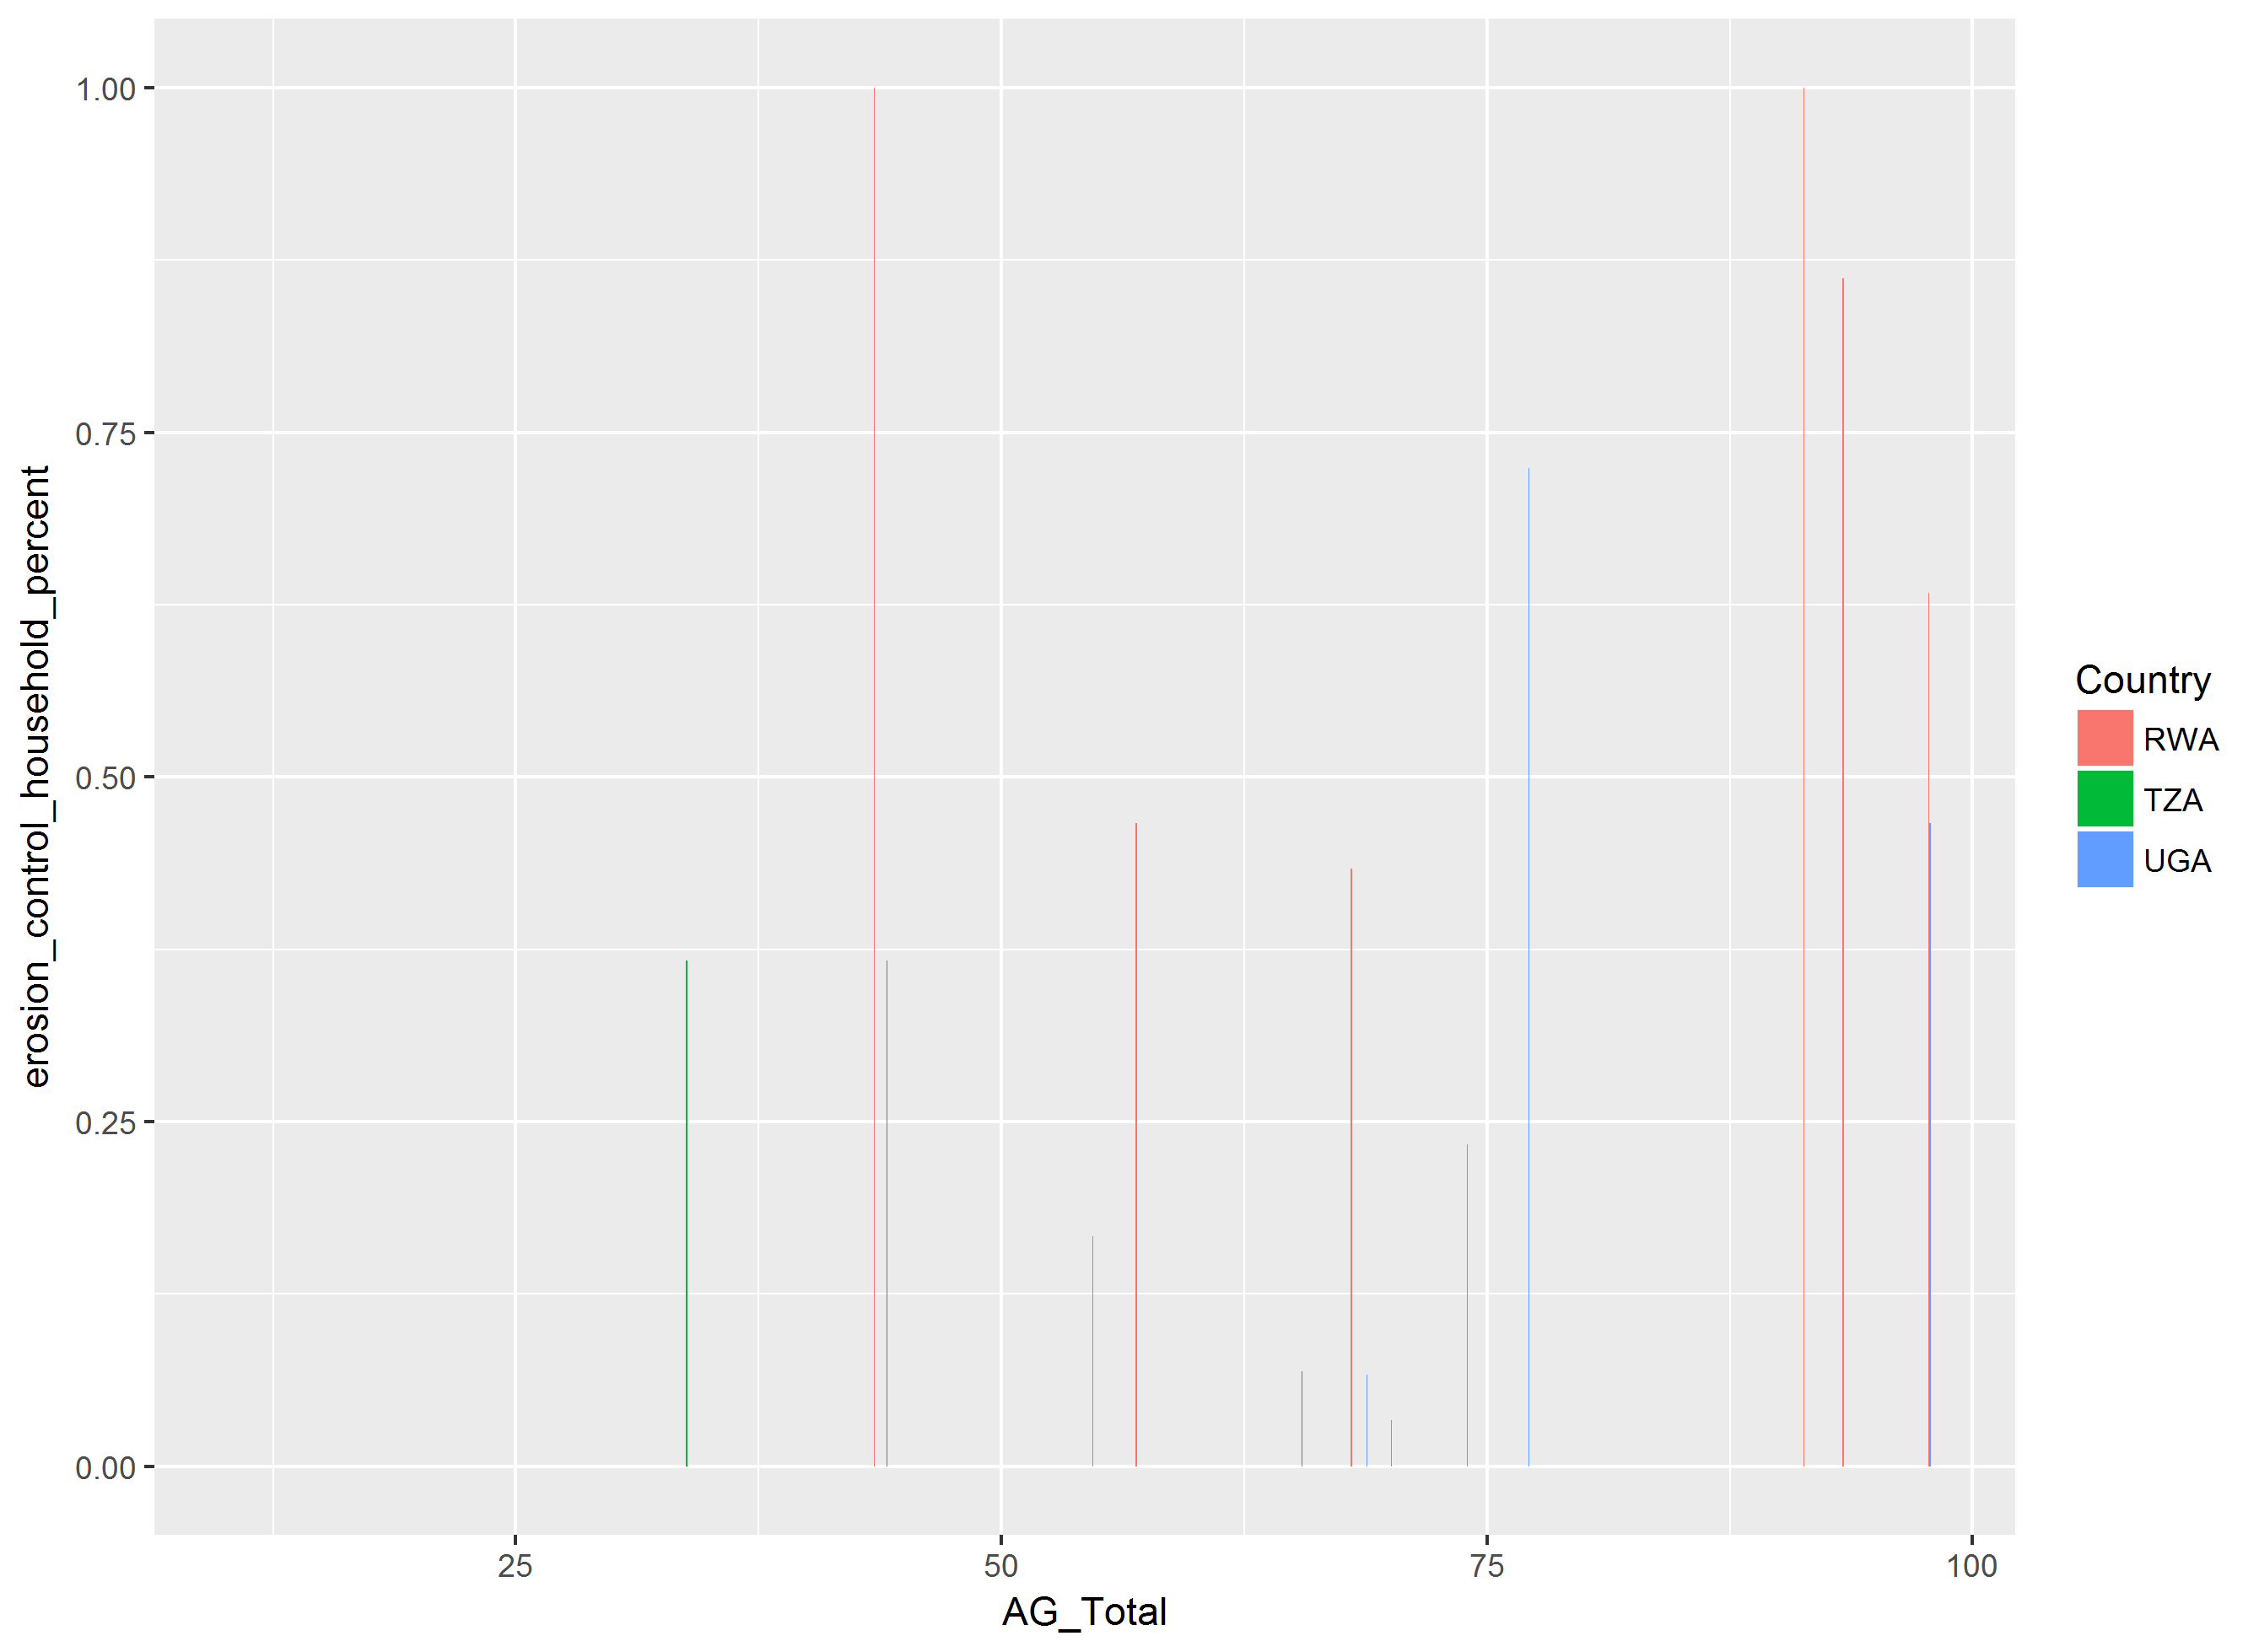 1.00
0.75
0.50
0.25
0.00
erosion_control_household_percent
25 50 75 100
AG_Total
Country
RWA
TZA
UGA